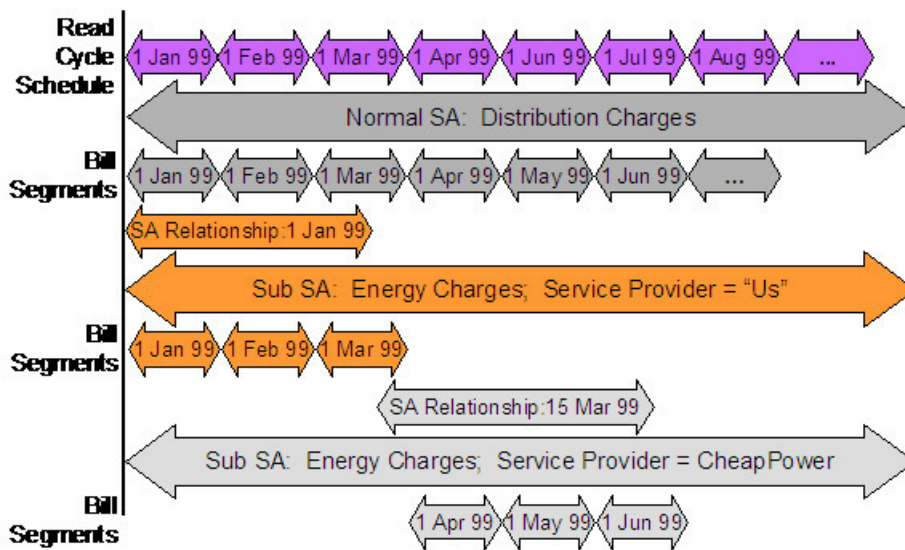 Read
Cycle
Schedule
1 Jan 99 1 Feb 99 1 Mar 99 1 Apr 99 1 Jun 99 1 Jul 99 1 Aug 99 ...
Normal SA: Distribution Charges
Bill
Segments
1 Jan 99 1 Feb 99 1 Mar 99 1 Apr 99 1 May 99 1 Jun 99 ...
SA Relationship:1 Jan 99
Sub SA: Energy Charges; Service Provider = “Us”
Bill
Segments
1 Jan 99 1 Feb 99 1 Mar 99
SA Relationship:15 Mar 99
Sub SA: Energy Charges; Service Provider = CheapPower
Bill
Segments
1 Apr 99 1 May 99 1 Jun 99